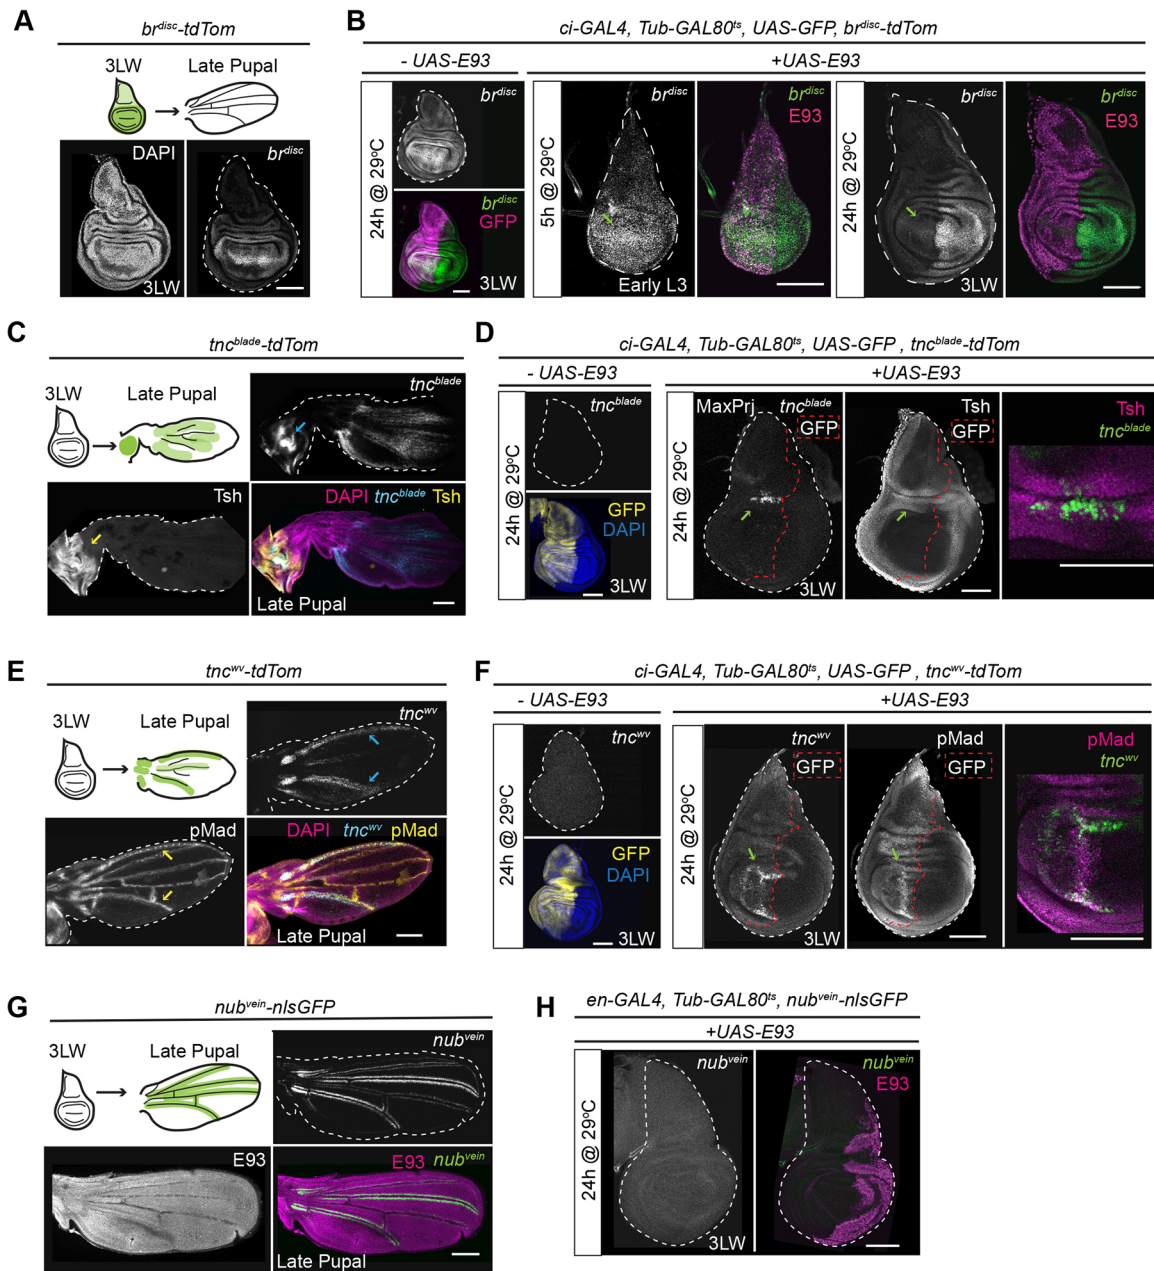 A
br^disc-tdTom
3LW
Late Pupal
DAPI
br^disc
3LW
B
ci-GAL4, Tub-GAL80^ts, UAS-GFP, br^disc-tdTom
- UAS-E93
+UAS-E93
24h @ 29°C
br^disc
br^disc
GFP
3LW
5h @ 29°C
br^disc
Early L3
br^disc
E93
24h @ 29°C
br^disc
3LW
br^disc
E93
C
tnc^blade-tdTom
3LW
Late Pupal
tnc^blade
Tsh
DAPI tnc^blade Tsh
Late Pupal
D
ci-GAL4, Tub-GAL80^ts, UAS-GFP , tnc^blade-tdTom
- UAS-E93
+UAS-E93
24h @ 29°C
tnc^blade
GFP
DAPI
3LW
24h @ 29°C
MaxPrj
tnc^blade
GFP
3LW
Tsh
GFP
Tsh
tnc^blade
E
tnc^wv-tdTom
3LW
Late Pupal
tnc^wv
pMad
DAPI tnc^wv pMad
Late Pupal
F
ci-GAL4, Tub-GAL80^ts, UAS-GFP , tnc^wv-tdTom
- UAS-E93
+UAS-E93
24h @ 29°C
tnc^wv
GFP
DAPI
3LW
24h @ 29°C
tnc^wv
GFP
3LW
pMad
GFP
pMad
tnc^wv
G
nub^vein-nlsGFP
3LW
Late Pupal
nub^vein
E93
E93 nub^vein
Late Pupal
H
en-GAL4, Tub-GAL80^ts, nub^vein-nlsGFP
+UAS-E93
24h @ 29°C
nub^vein
3LW
nub^vein
E93